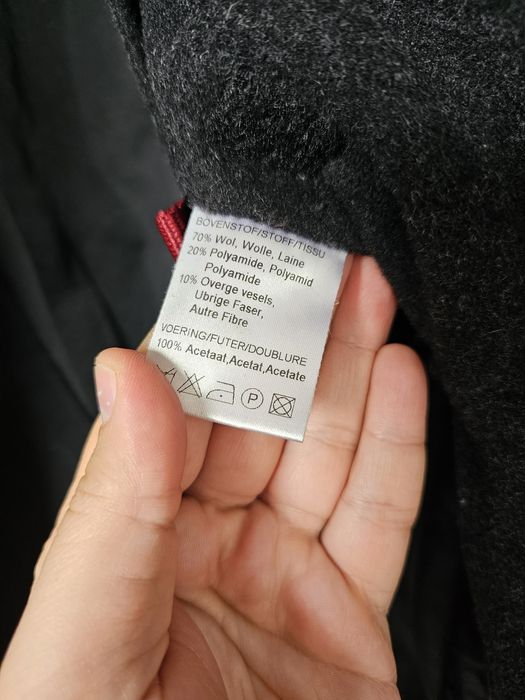 BOVENSTOF/STOFF/TISSU
70% Wol, Wolle, Laine
20% Polyamide, Polyamid
Polyamide
10% Overge vesels,
Ubrige Faser,
Autre Fibre
VOERING/FUTER/DOUBLURE
100% Acetaat,Acetat,Acetate
P